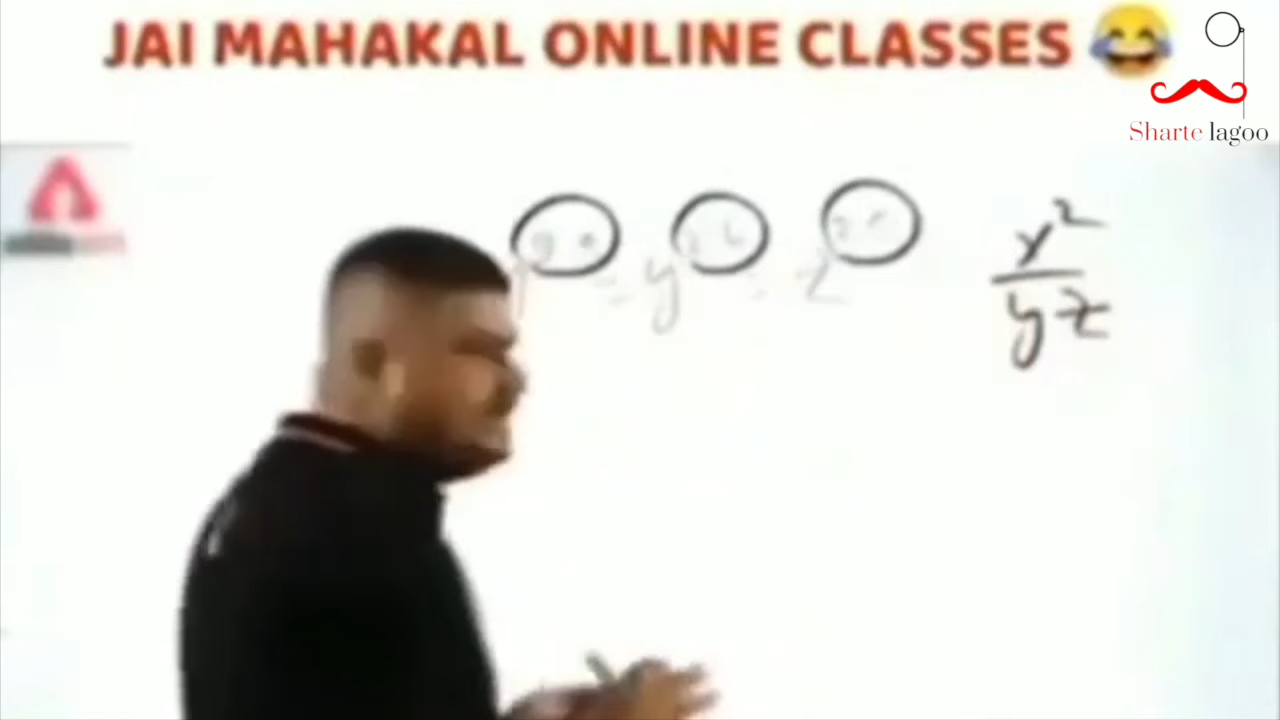 JAI MAHAKAL ONLINE CLASSES 😂
Sharte lagoo
= y = z
x²
yz